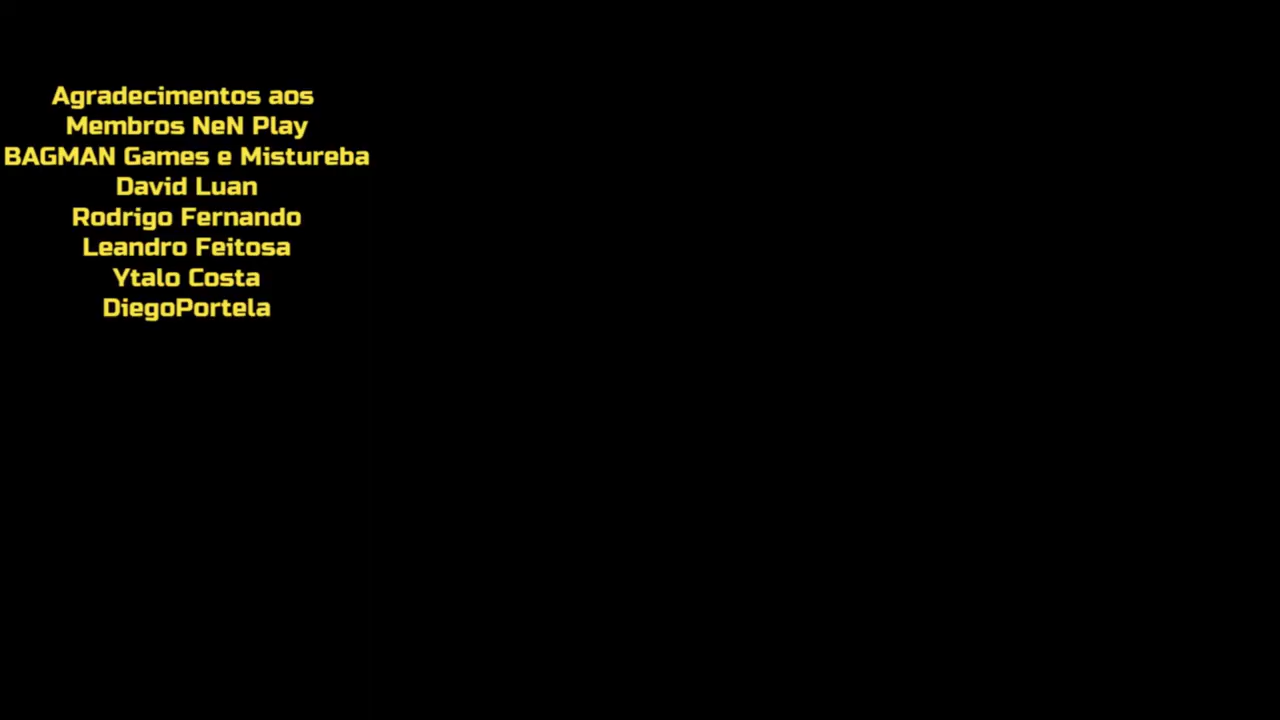 Agradecimentos aos
Membros NeN Play
BAGMAN Games e Mistureba
David Luan
Rodrigo Fernando
Leandro Feitosa
Ytalo Costa
DiegoPortela